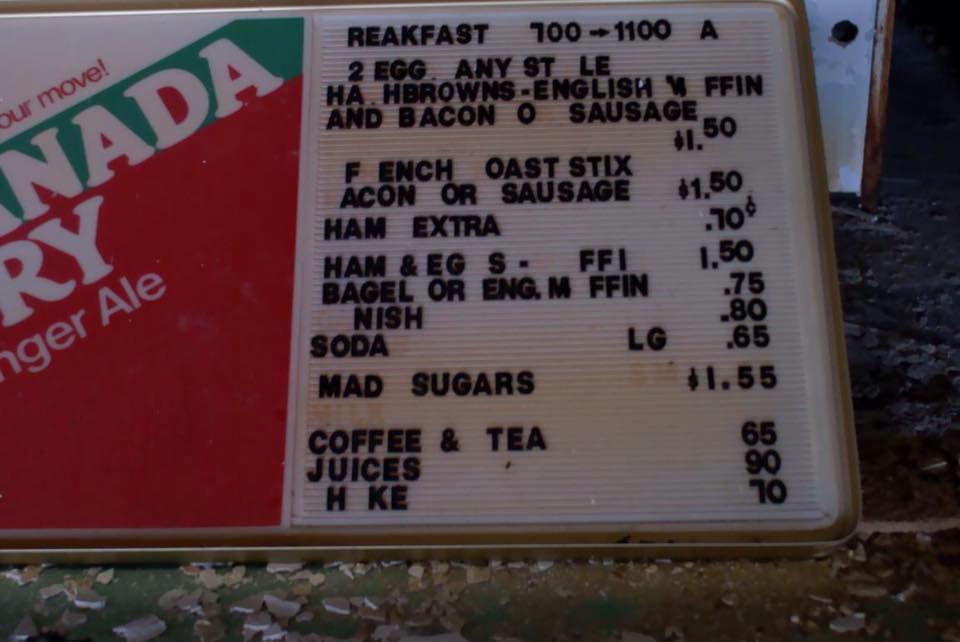 our move!
ANADA
RY
nger Ale
REAKFAST 700→1100 A
2 EGG ANY ST LE
HA HBROWNS-ENGLISH M FFIN
AND BACON O SAUSAGE
$1.50
F ENCH OAST STIX
ACON OR SAUSAGE $1.50
HAM EXTRA .70¢
HAM & EG S - FFI 1.50
BAGEL OR ENG. M FFIN .75
NISH .80
SODA LG .65
MAD SUGARS $1.55
COFFEE & TEA 65
JUICES 90
H KE 70